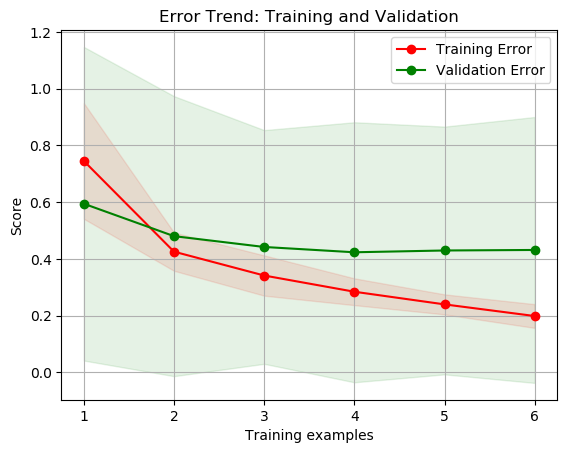 Error Trend: Training and Validation
Training Error
Validation Error
Score
1.2
1.0
0.8
0.6
0.4
0.2
0.0
1 2 3 4 5 6
Training examples